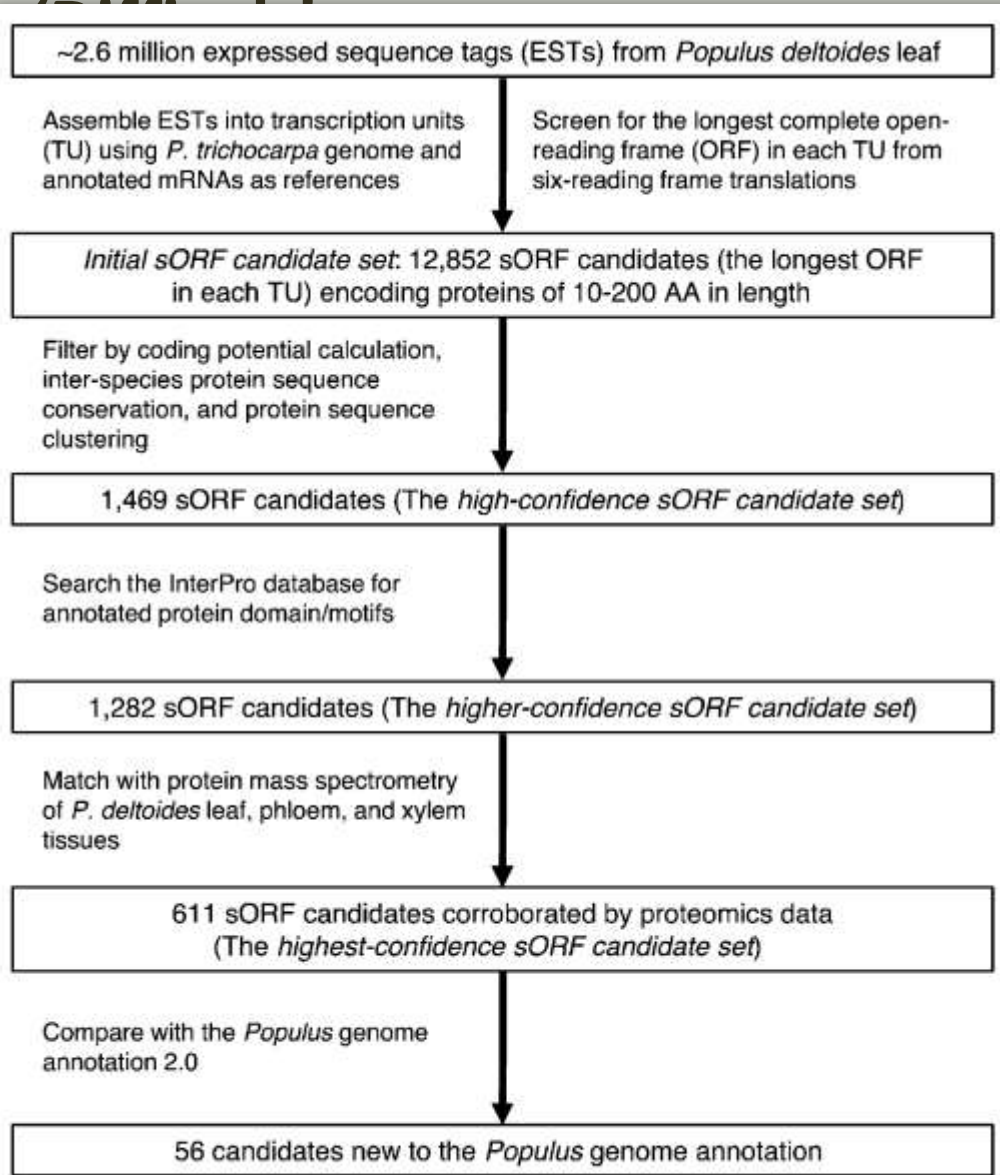 ~2.6 million expressed sequence tags (ESTs) from Populus deltoides leaf
Assemble ESTs into transcription units
(TU) using P. trichocarpa genome and
annotated mRNAs as references
Screen for the longest complete open-
reading frame (ORF) in each TU from
six-reading frame translations
Initial sORF candidate set: 12,852 sORF candidates (the longest ORF
in each TU) encoding proteins of 10-200 AA in length
Filter by coding potential calculation,
inter-species protein sequence
conservation, and protein sequence
clustering
1,469 sORF candidates (The high-confidence sORF candidate set)
Search the InterPro database for
annotated protein domain/motifs
1,282 sORF candidates (The higher-confidence sORF candidate set)
Match with protein mass spectrometry
of P. deltoides leaf, phloem, and xylem
tissues
611 sORF candidates corroborated by proteomics data
(The highest-confidence sORF candidate set)
Compare with the Populus genome
annotation 2.0
56 candidates new to the Populus genome annotation